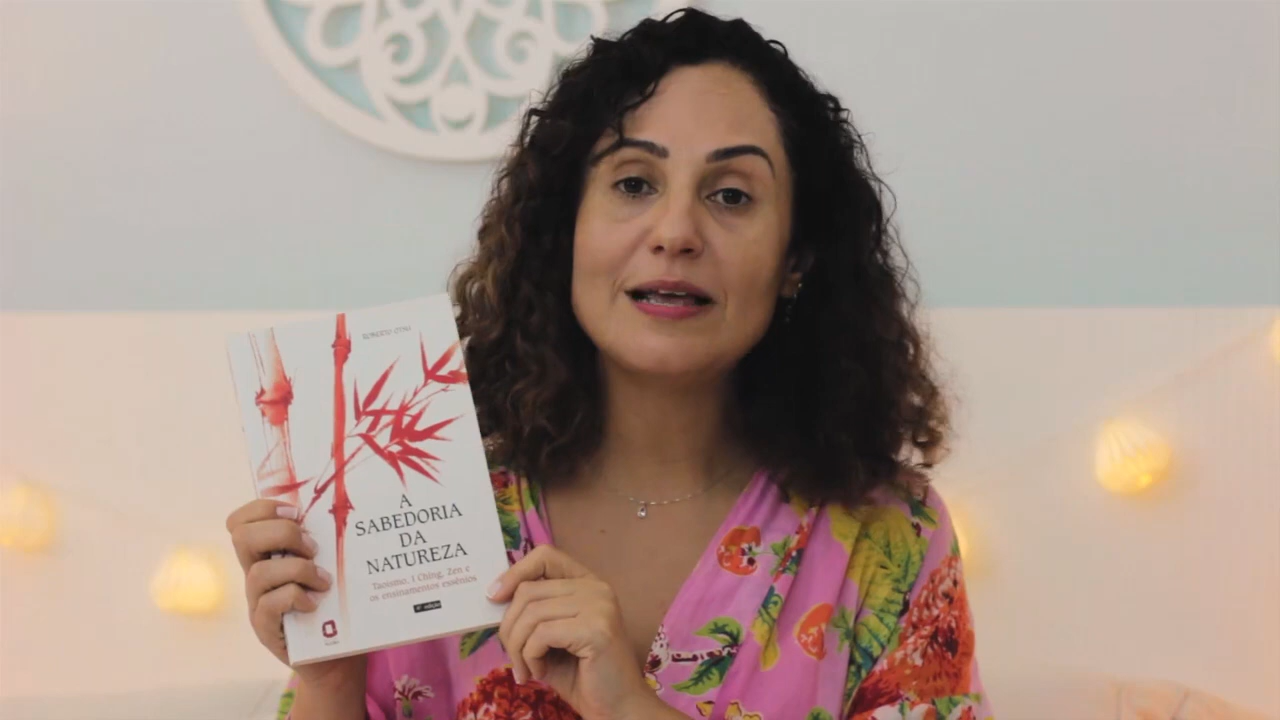 ROBERTO OTSU
A
SABEDORIA
DA
NATUREZA
Taoismo, I Ching, Zen e
os ensinamentos essênios